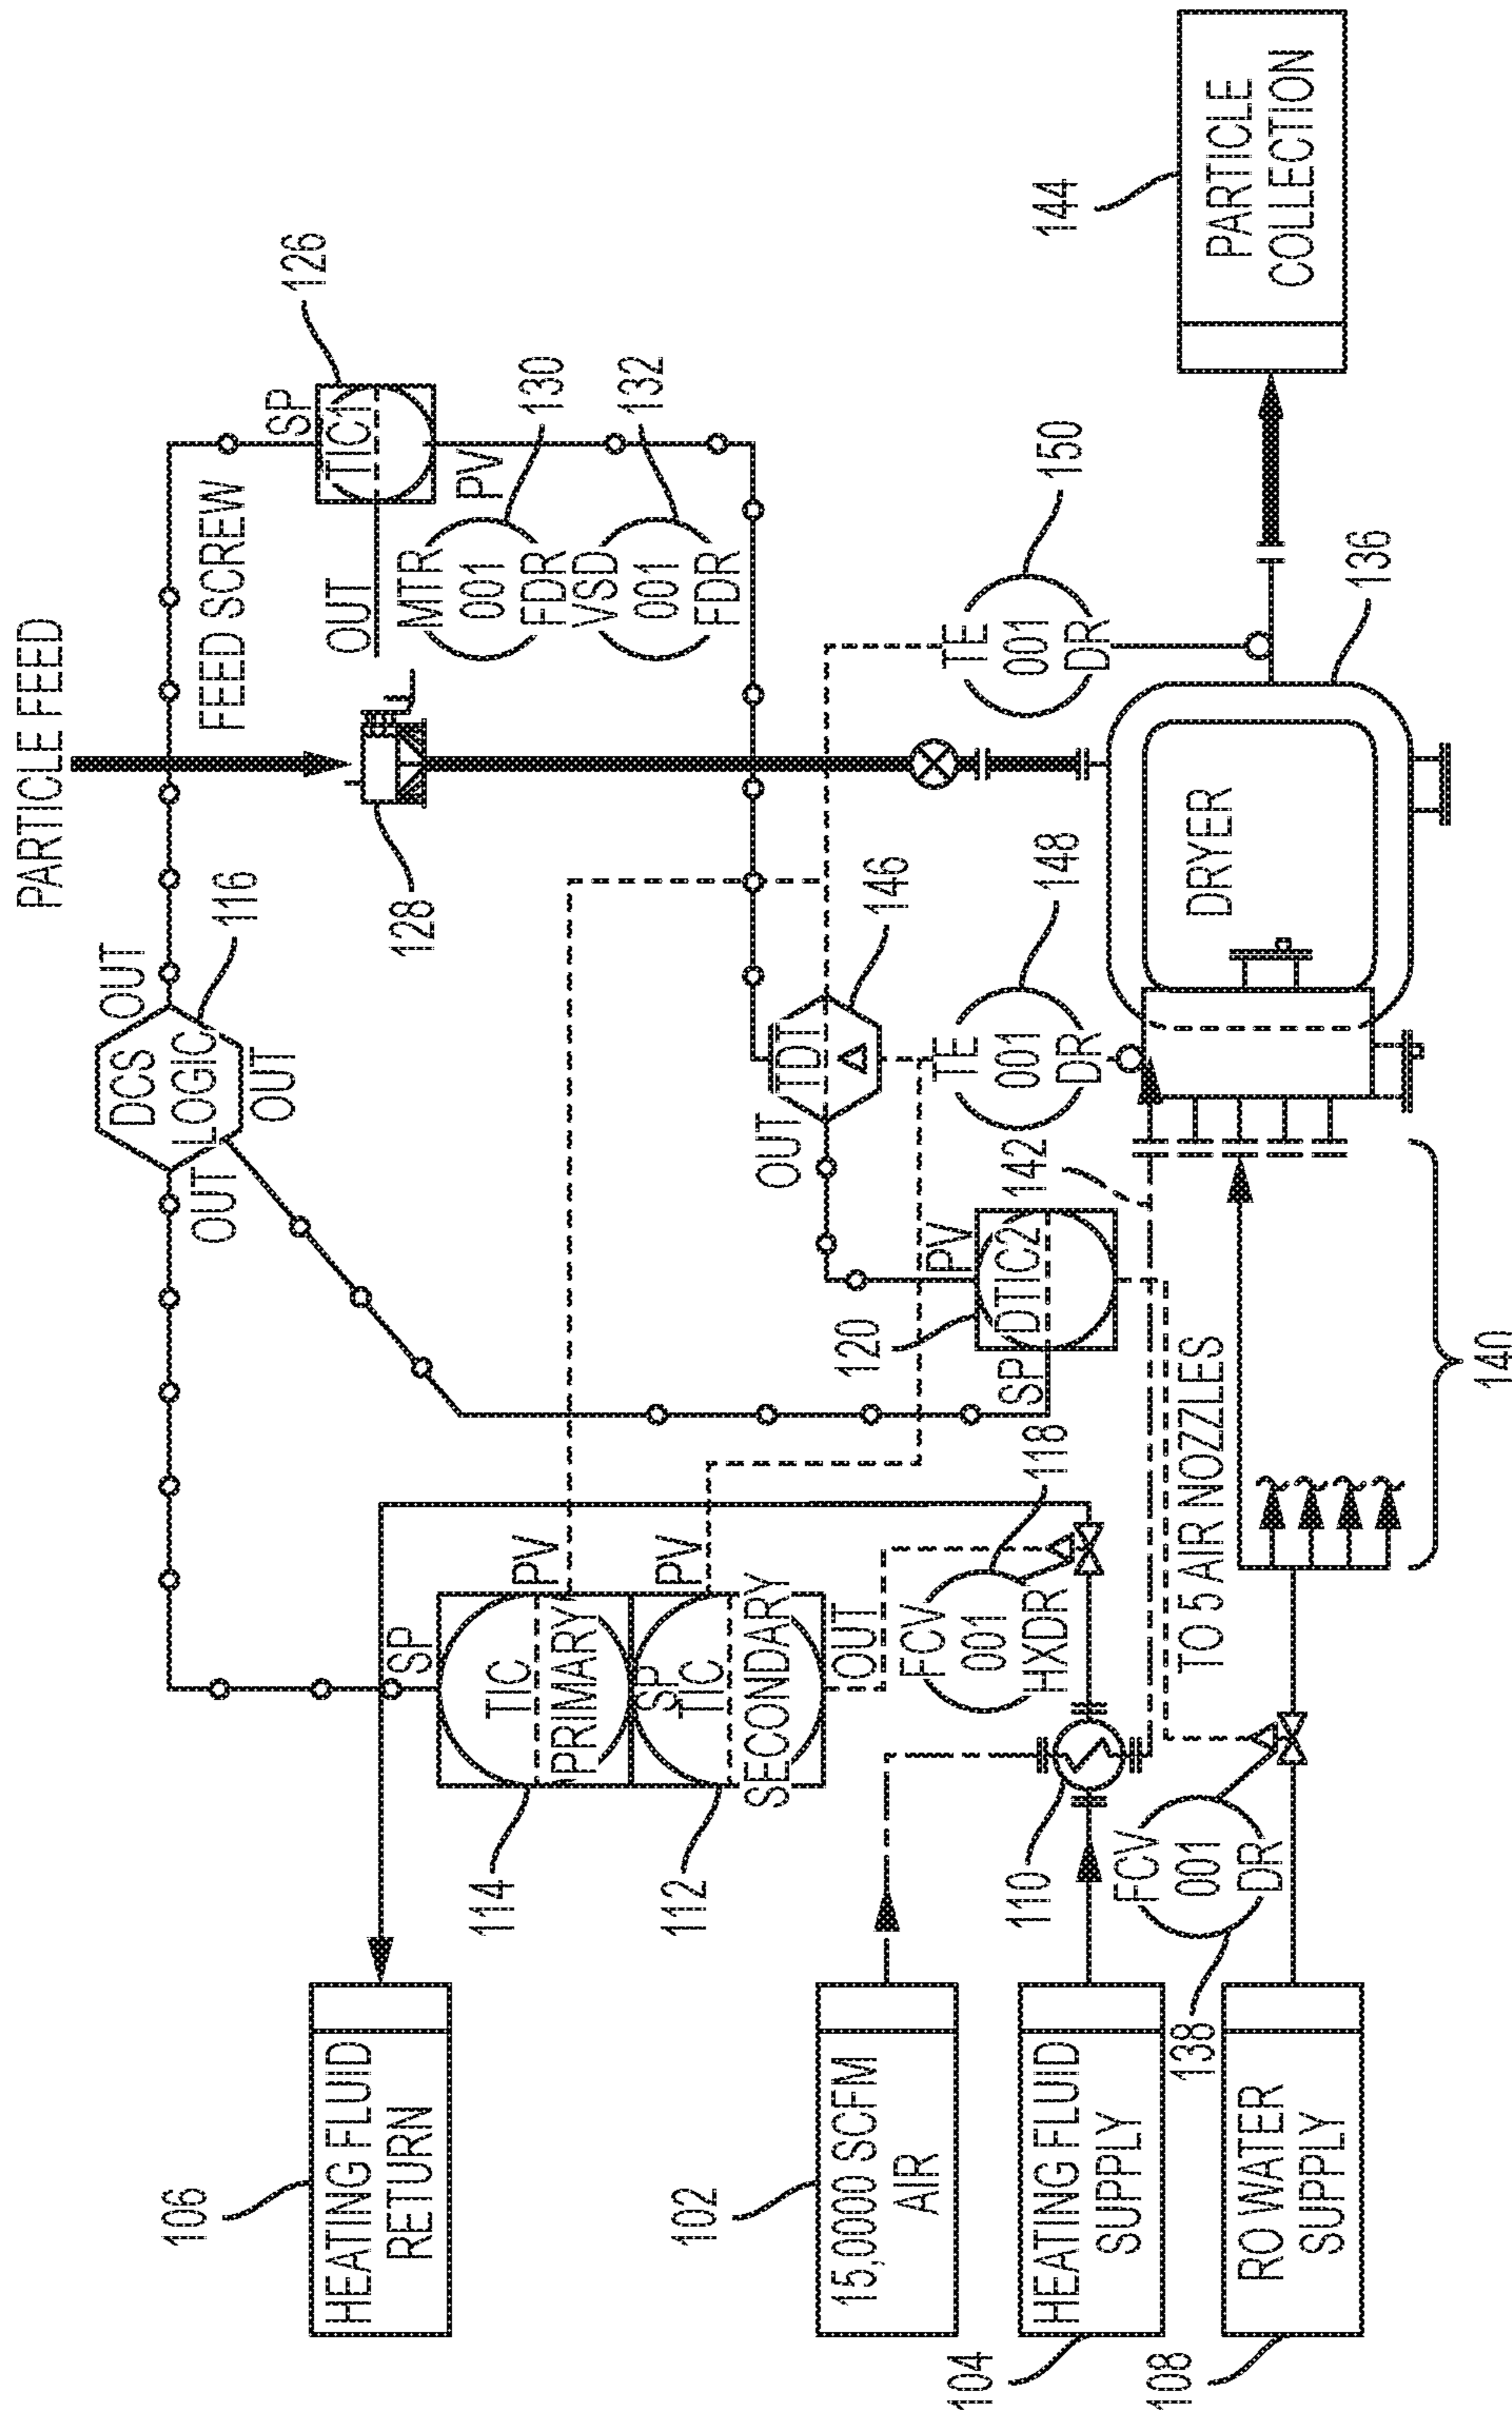 PARTICLE FEED
DCS
LOGIC
OUT
OUT
OUT
116
FEED SCREW
SP
TIC1
126
OUT
PV
MTR
001
FDR
130
VSD
001
FDR
132
128
HEATING FLUID
RETURN
106
SP
TIC
PRIMARY
PV
114
SP
TIC
SECONDARY
PV
OUT
112
TDT
Δ
OUT
146
TE
001
DR
148
TE
001
DR
150
PV
DTIC2
SP
120
142
15,0000 SCFM
AIR
102
FCV
001
HXDR
118
110
HEATING FLUID
SUPPLY
104
TO 5 AIR NOZZLES
FCV
001
DR
138
RO WATER
SUPPLY
108
140
DRYER
136
PARTICLE
COLLECTION
144